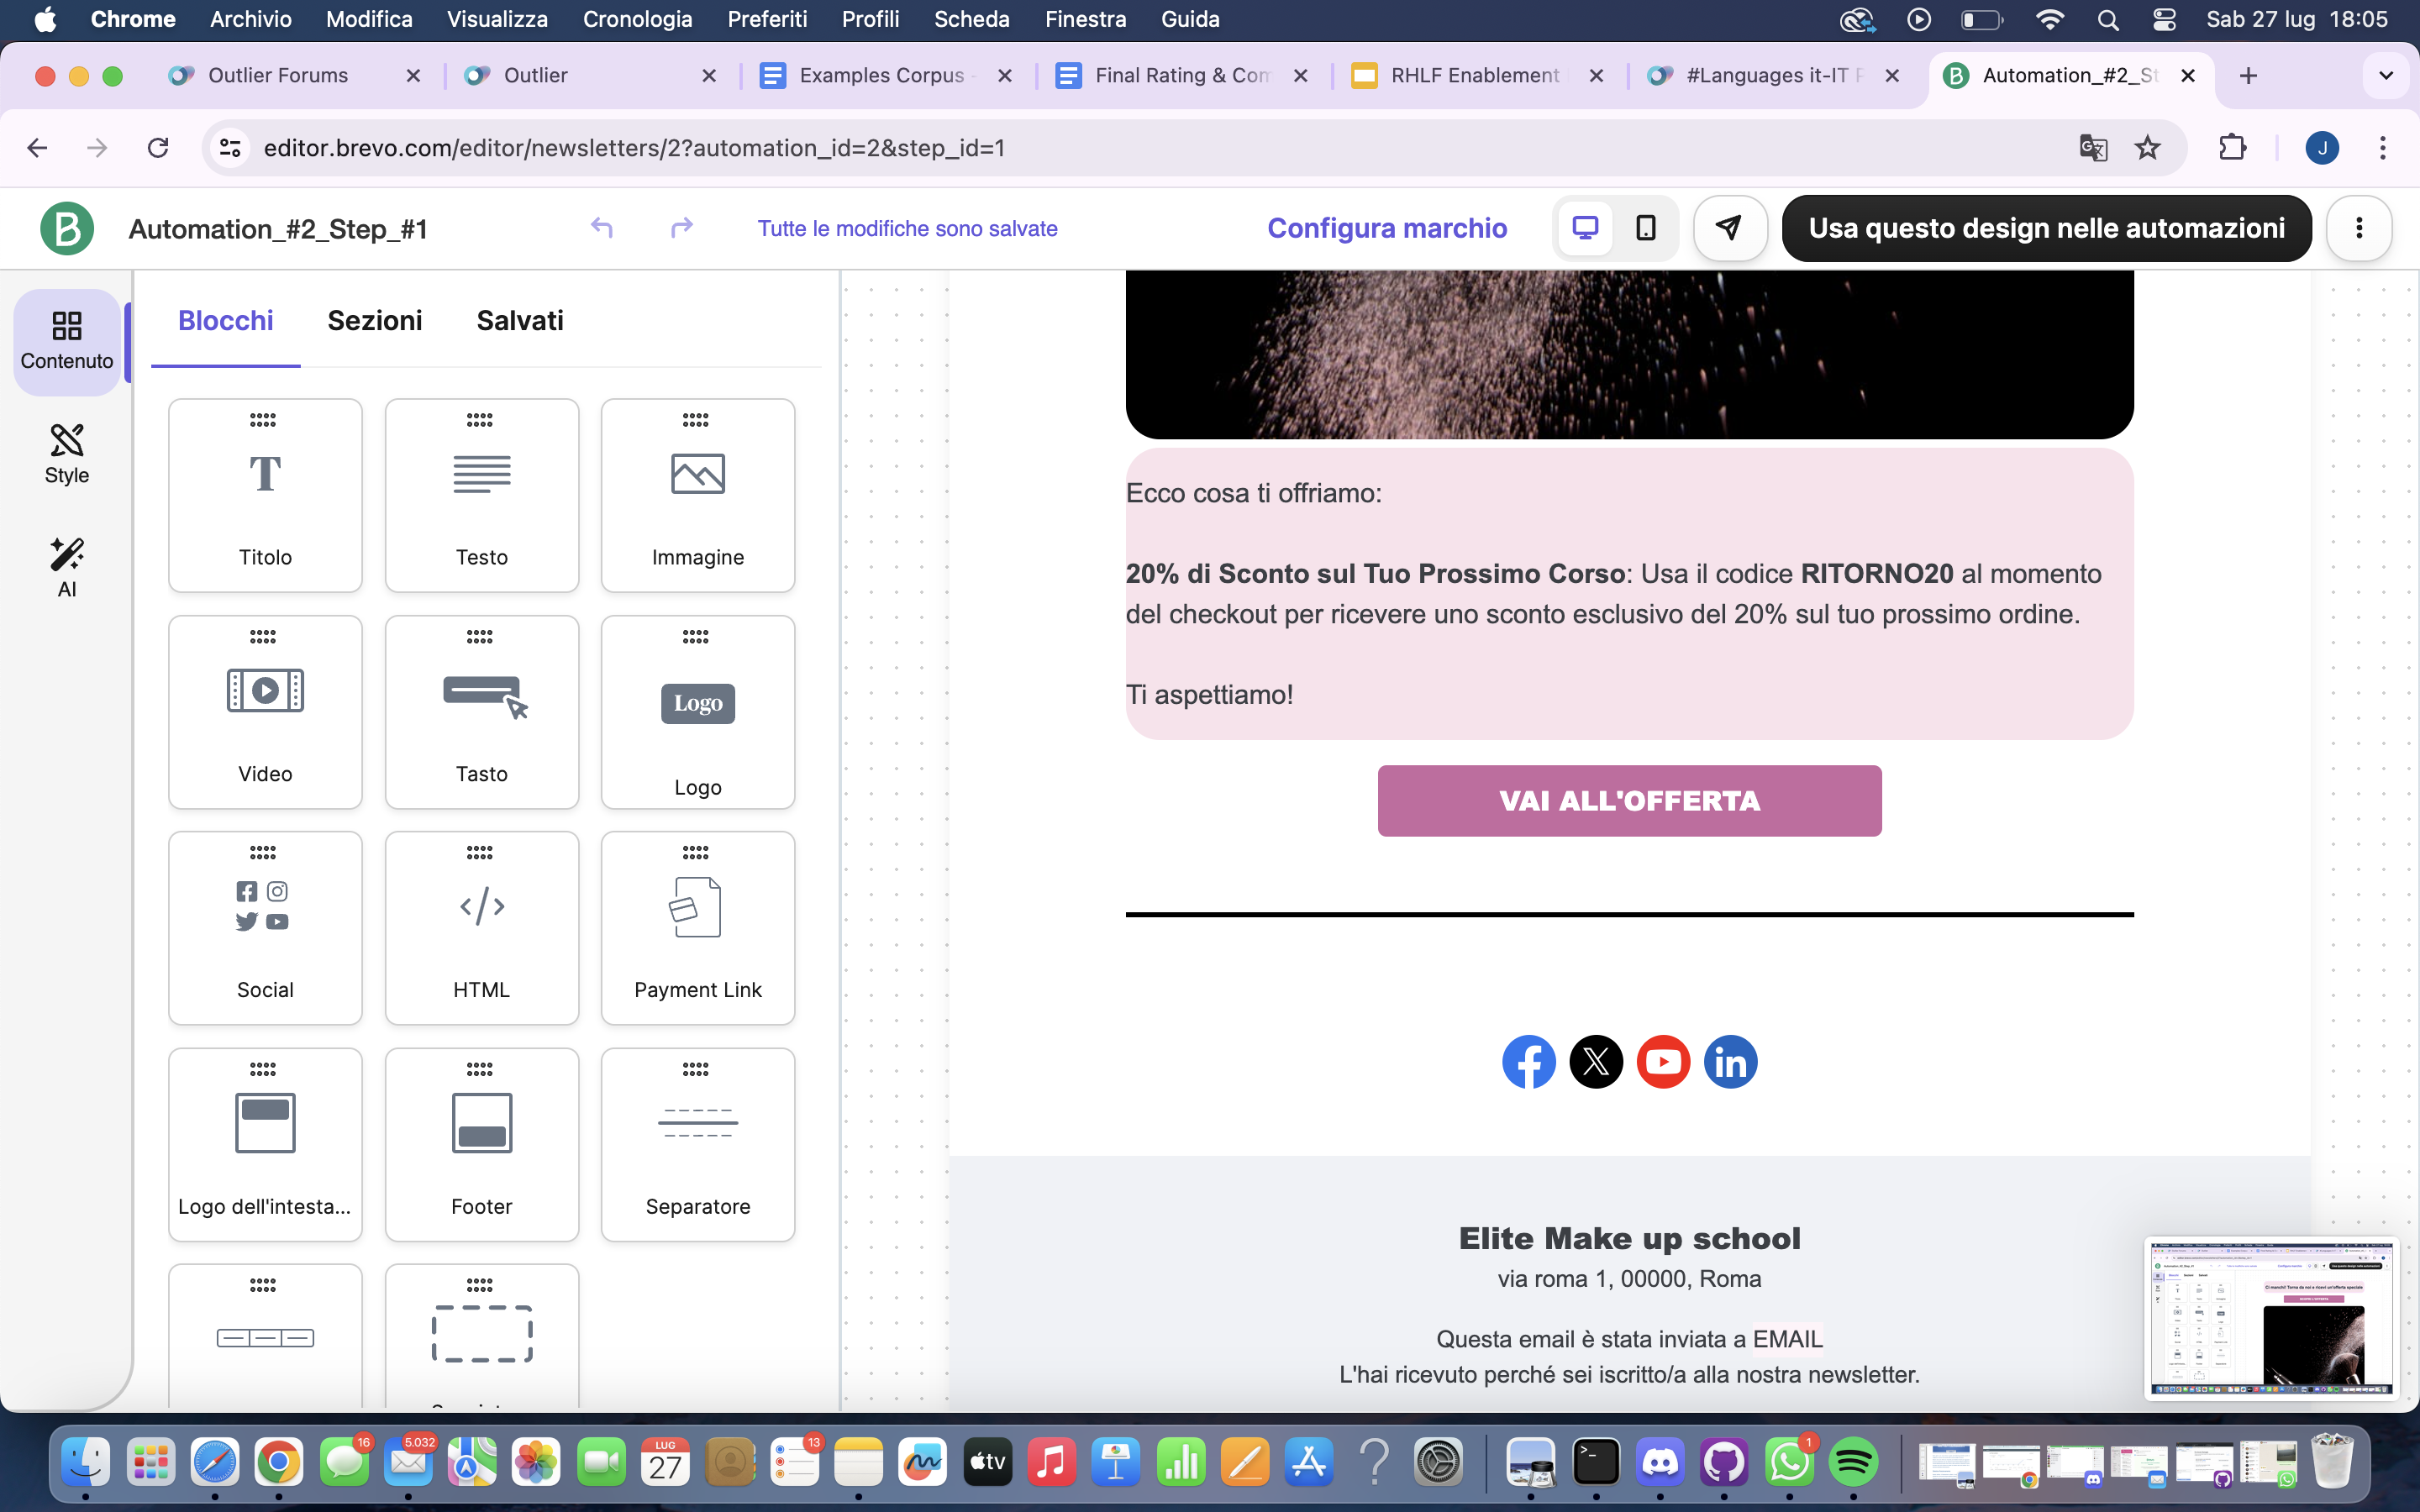 Chrome Archivio Modifica Visualizza Cronologia Preferiti Profili Scheda Finestra Guida Sab 27 lug 18:05
Outlier Forums Outlier Examples Corpus - Final Rating & Com RHLF Enablement #Languages it-IT F Automation_#2_St
editor.brevo.com/editor/newsletters/2?automation_id=2&step_id=1 J
B Automation_#2_Step_#1 Tutte le modifiche sono salvate Configura marchio Usa questo design nelle automazioni
Contenuto
Style
AI
Blocchi Sezioni Salvati
Titolo Testo Immagine
Logo
Video Tasto Logo
Social HTML Payment Link
Logo dell'intesta... Footer Separatore
Ecco cosa ti offriamo:
20% di Sconto sul Tuo Prossimo Corso: Usa il codice RITORNO20 al momento
del checkout per ricevere uno sconto esclusivo del 20% sul tuo prossimo ordine.
Ti aspettiamo!
VAI ALL'OFFERTA
Elite Make up school
via roma 1, 00000, Roma
Questa email è stata inviata a EMAIL
L'hai ricevuto perché sei iscritto/a alla nostra newsletter.
16 5.032 LUG 27 13 tv 1